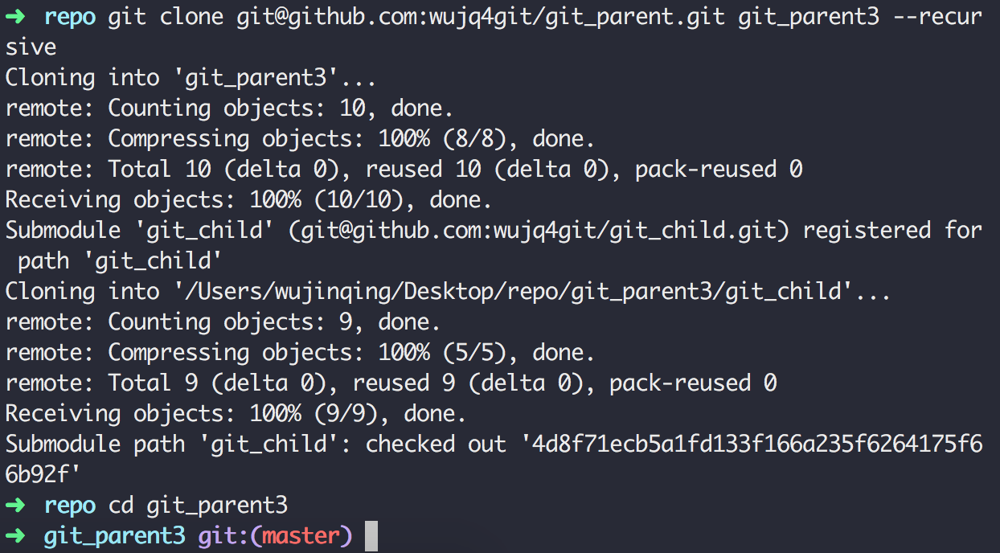 ➜ repo git clone git@github.com:wujq4git/git_parent.git git_parent3 --recur
sive
Cloning into 'git_parent3'...
remote: Counting objects: 10, done.
remote: Compressing objects: 100% (8/8), done.
remote: Total 10 (delta 0), reused 10 (delta 0), pack-reused 0
Receiving objects: 100% (10/10), done.
Submodule 'git_child' (git@github.com:wujq4git/git_child.git) registered for
 path 'git_child'
Cloning into '/Users/wujinqing/Desktop/repo/git_parent3/git_child'...
remote: Counting objects: 9, done.
remote: Compressing objects: 100% (5/5), done.
remote: Total 9 (delta 0), reused 9 (delta 0), pack-reused 0
Receiving objects: 100% (9/9), done.
Submodule path 'git_child': checked out '4d8f71ecb5a1fd133f166a235f6264175f6
6b92f'
➜ repo cd git_parent3
➜ git_parent3 git:(master)